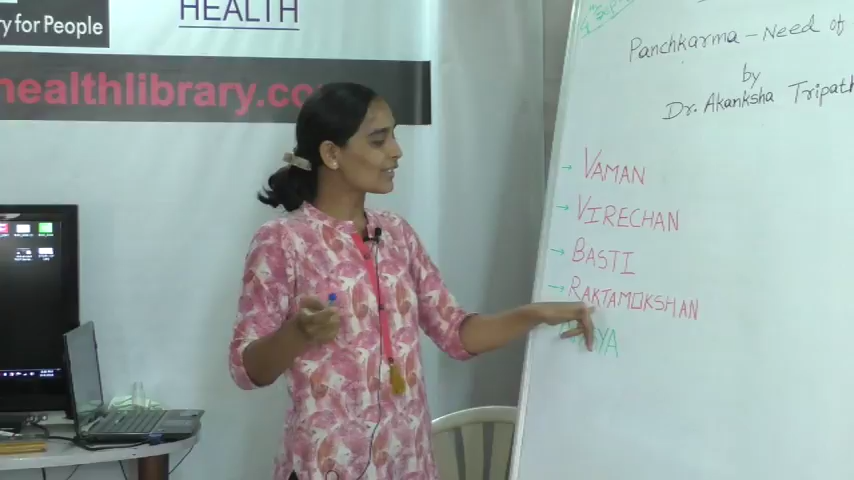 ry for People
HEALTH
healthlibrary.co
Panchkarma - Need of
by
Dr. Akanksha Tripath
→ VAMAN
→ VIRECHAN
→ BASTI
→ RAKTAMOKSHAN